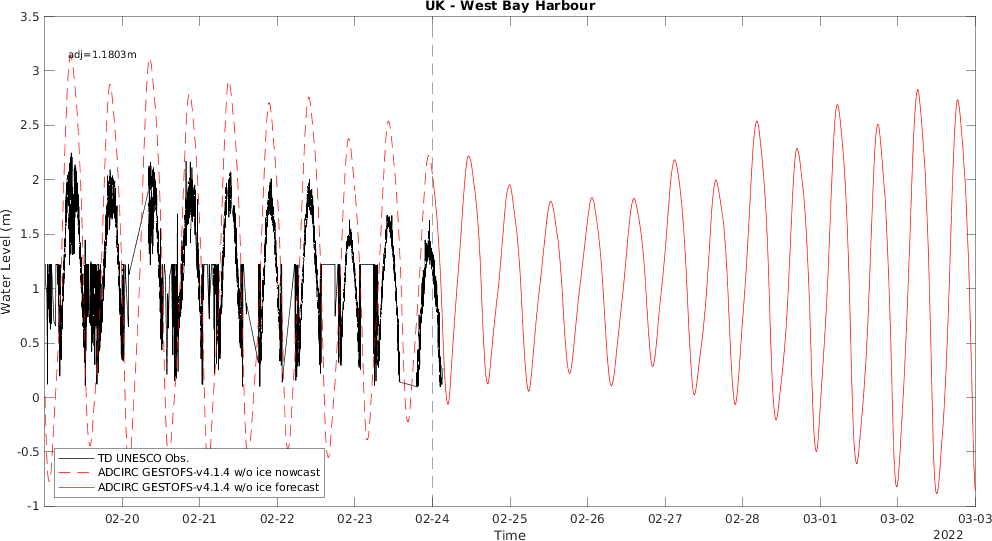 UK - West Bay Harbour
adj=1.1803m
3.5
3
2.5
2
1.5
1
0.5
0
-0.5
-1
Water Level (m)
TD UNESCO Obs.
ADCIRC GESTOFS-v4.1.4 w/o ice nowcast
ADCIRC GESTOFS-v4.1.4 w/o ice forecast
02-20 02-21 02-22 02-23 02-24 02-25 02-26 02-27 02-28 03-01 03-02 03-03
Time
2022